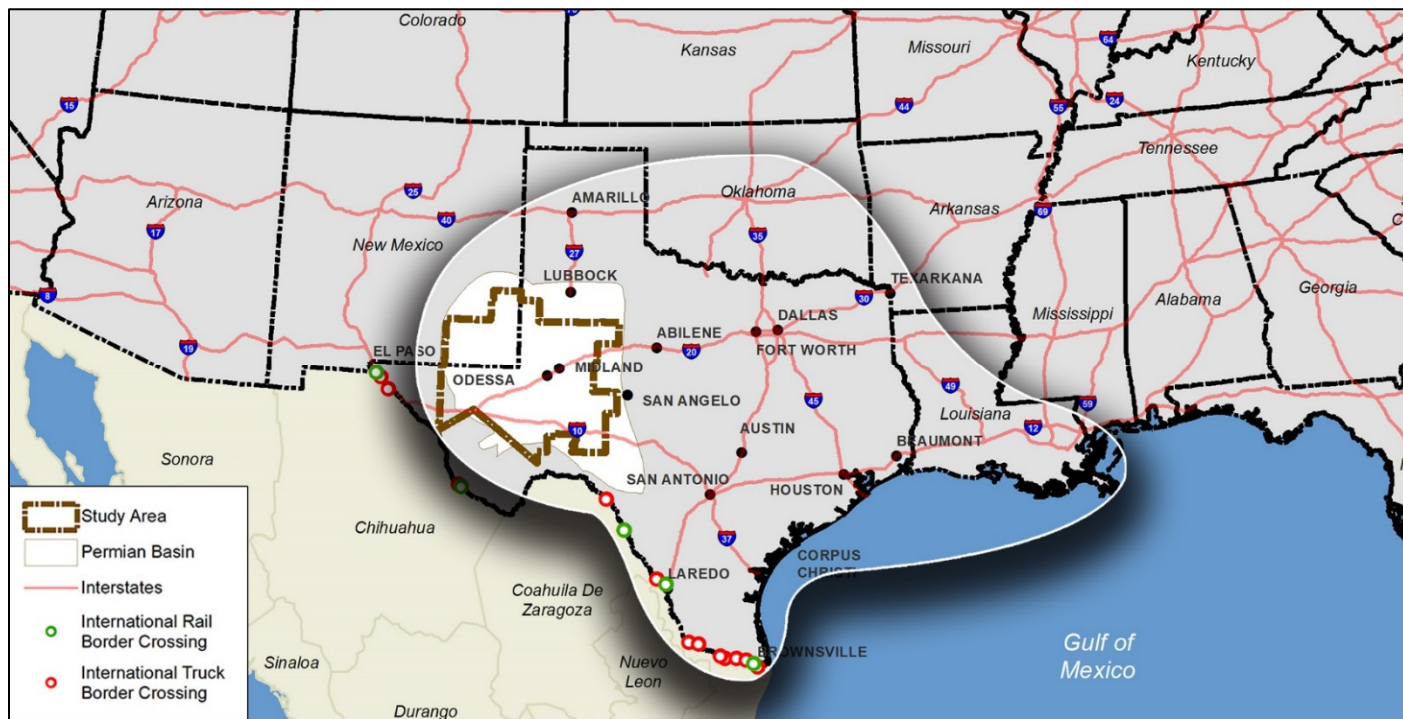 Colorado
Kansas
Missouri
64
Kentucky
15
44
55
24
Tennessee
Arizona
25
AMARILLO
Oklahoma
40
Arkansas
69
17
New Mexico
27
35
LUBBOCK
TEXARKANA
8
30
Mississippi
Alabama
Georgia
DALLAS
ABILENE
19
20
FORT WORTH
EL PASO
MIDLAND
ODESSA
49
SAN ANGELO
45
59
Louisiana
10
AUSTIN
12
BEAUMONT
Sonora
SAN ANTONIO
HOUSTON
Study Area
Chihuahua
37
Permian Basin
CORPUS
CHRISTI
LAREDO
Interstates
Coahuila De
Zaragoza
International Rail
Border Crossing
Gulf of
Mexico
BROWNSVILLE
Sinaloa
Nuevo
Leon
International Truck
Border Crossing
Durango